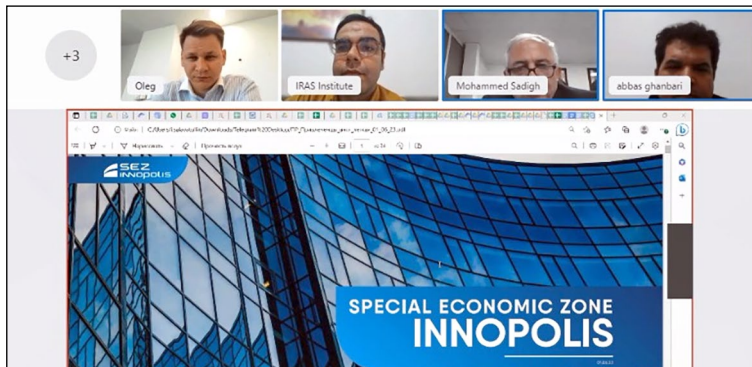 +3
Oleg
IRAS Institute
Mohammed Sadigh
abbas ghanbari
SEZ
INNOPOLIS
SPECIAL ECONOMIC ZONE
INNOPOLIS